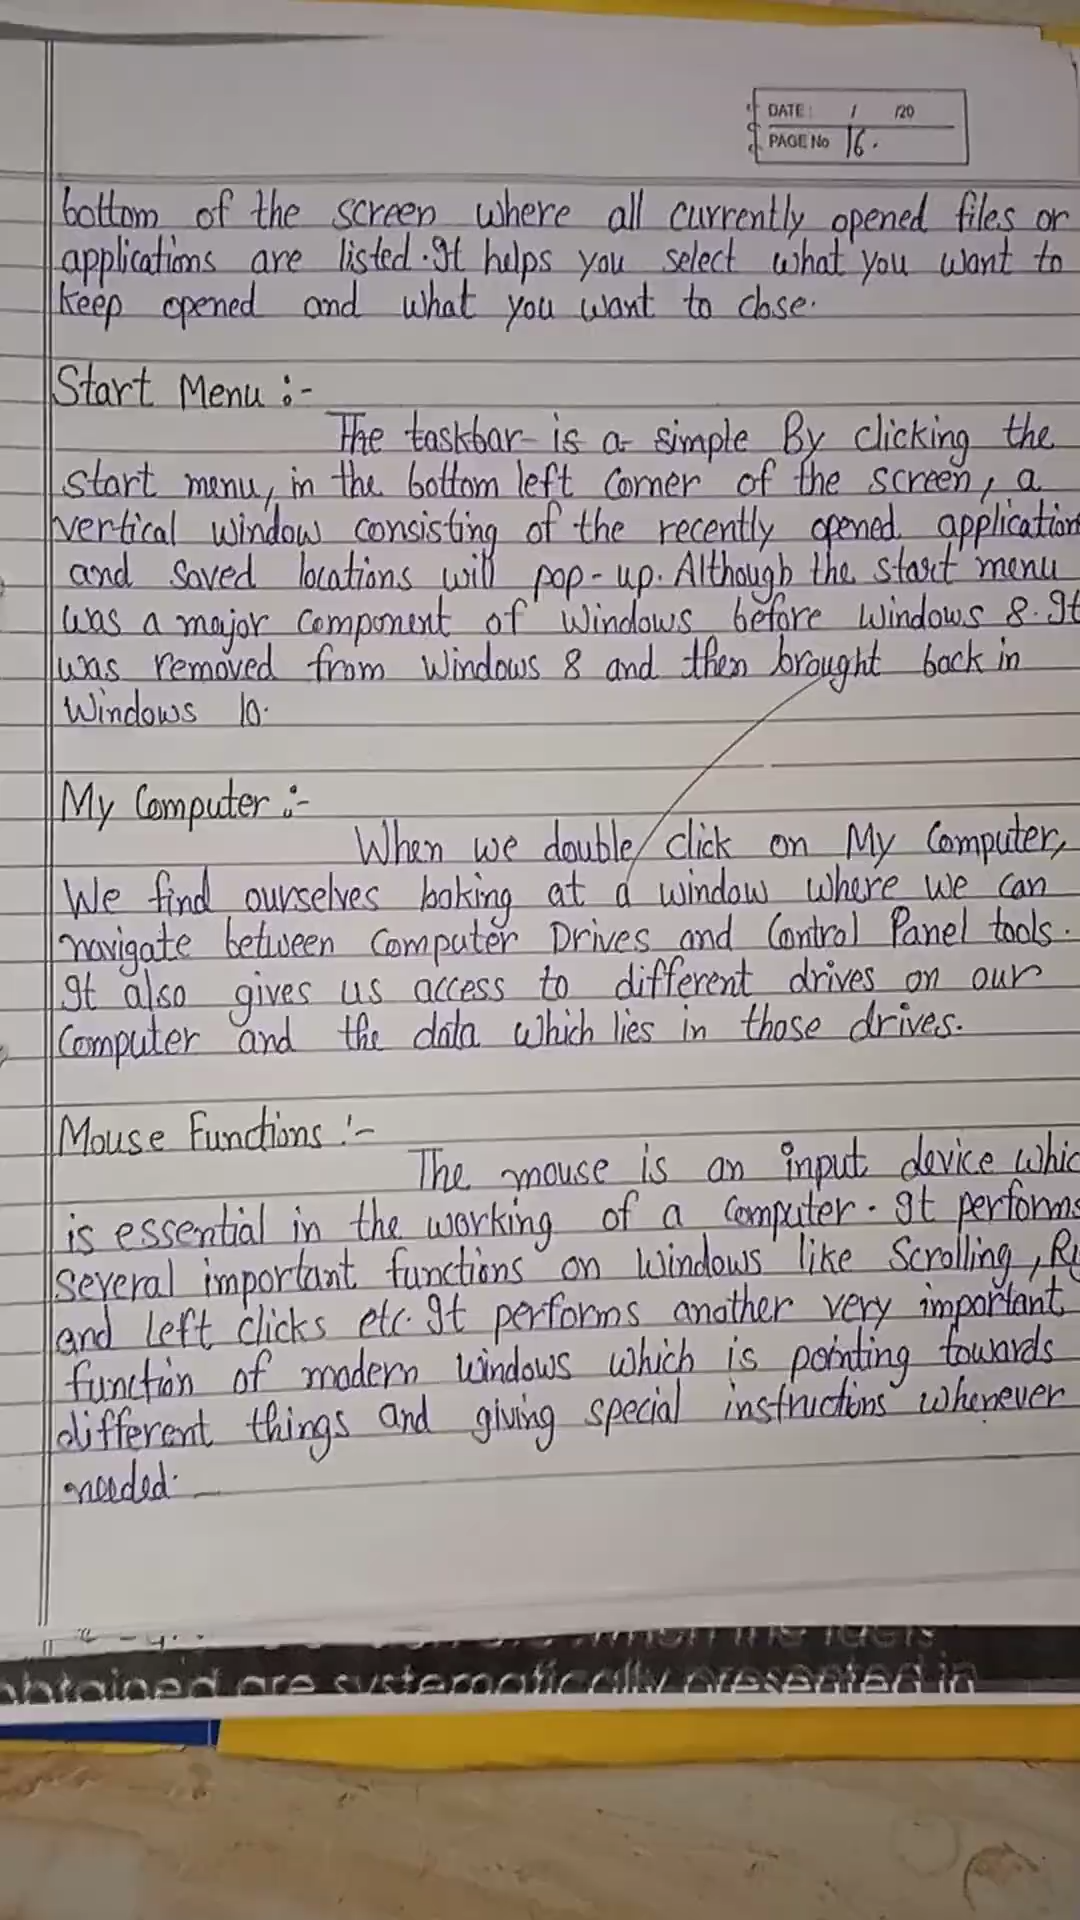 DATE: / /20
PAGE No 16.
bottom of the screen where all currently opened files or
applications are listed. It helps you select what you want to
keep opened and what you want to close.
Start Menu :-
The taskbar is a simple By clicking the
start menu, in the bottom left corner of the screen, a
vertical window consisting of the recently opened application
and saved locations will pop-up. Although the start menu
was a major component of Windows before Windows 8. It
was removed from Windows 8 and then brought back in
Windows 10.
My Computer :-
When we double click on My Computer,
We find ourselves looking at a window where we can
navigate between Computer Drives and Control Panel tools.
It also gives us access to different drives on our
Computer and the data which lies in those drives.
Mouse Functions :-
The mouse is an input device whic
is essential in the working of a Computer. It performs
several important functions on Windows like Scrolling,
and left clicks etc. It performs another very important
function of modern windows which is pointing towards
different things and giving special instructions whenever
needed.
obtained are systematically presented in